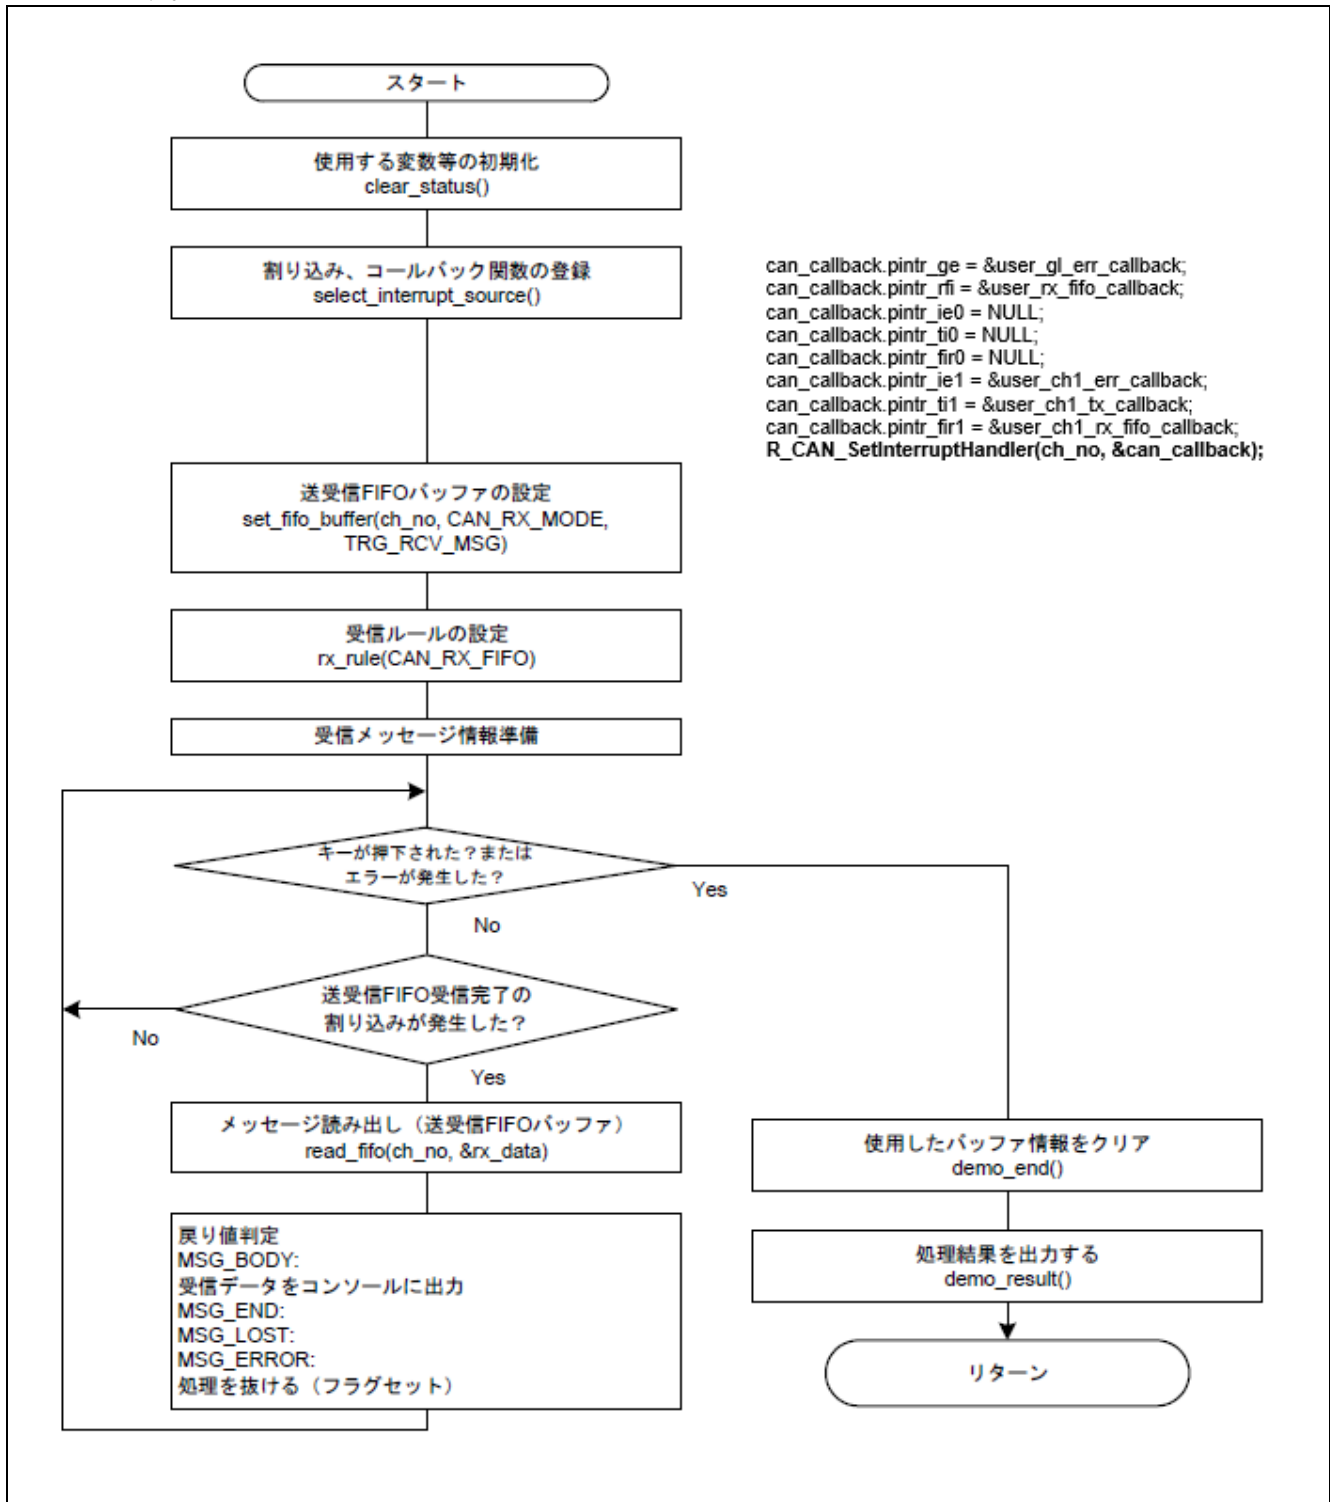 スタート
使用する変数等の初期化
clear_status()
割り込み、コールバック関数の登録
select_interrupt_source()
can_callback.pintr_ge = &user_gl_err_callback;
can_callback.pintr_rfi = &user_rx_fifo_callback;
can_callback.pintr_ie0 = NULL;
can_callback.pintr_ti0 = NULL;
can_callback.pintr_fir0 = NULL;
can_callback.pintr_ie1 = &user_ch1_err_callback;
can_callback.pintr_ti1 = &user_ch1_tx_callback;
can_callback.pintr_fir1 = &user_ch1_rx_fifo_callback;
R_CAN_SetInterruptHandler(ch_no, &can_callback);
送受信FIFOバッファの設定
set_fifo_buffer(ch_no, CAN_RX_MODE,
TRG_RCV_MSG)
受信ルールの設定
rx_rule(CAN_RX_FIFO)
受信メッセージ情報準備
キーが押下された？または
エラーが発生した？
Yes
No
送受信FIFO受信完了の
割り込みが発生した？
No
Yes
メッセージ読み出し（送受信FIFOバッファ）
read_fifo(ch_no, &rx_data)
戻り値判定
MSG_BODY:
受信データをコンソールに出力
MSG_END:
MSG_LOST:
MSG_ERROR:
処理を抜ける（フラグセット）
使用したバッファ情報をクリア
demo_end()
処理結果を出力する
demo_result()
リターン